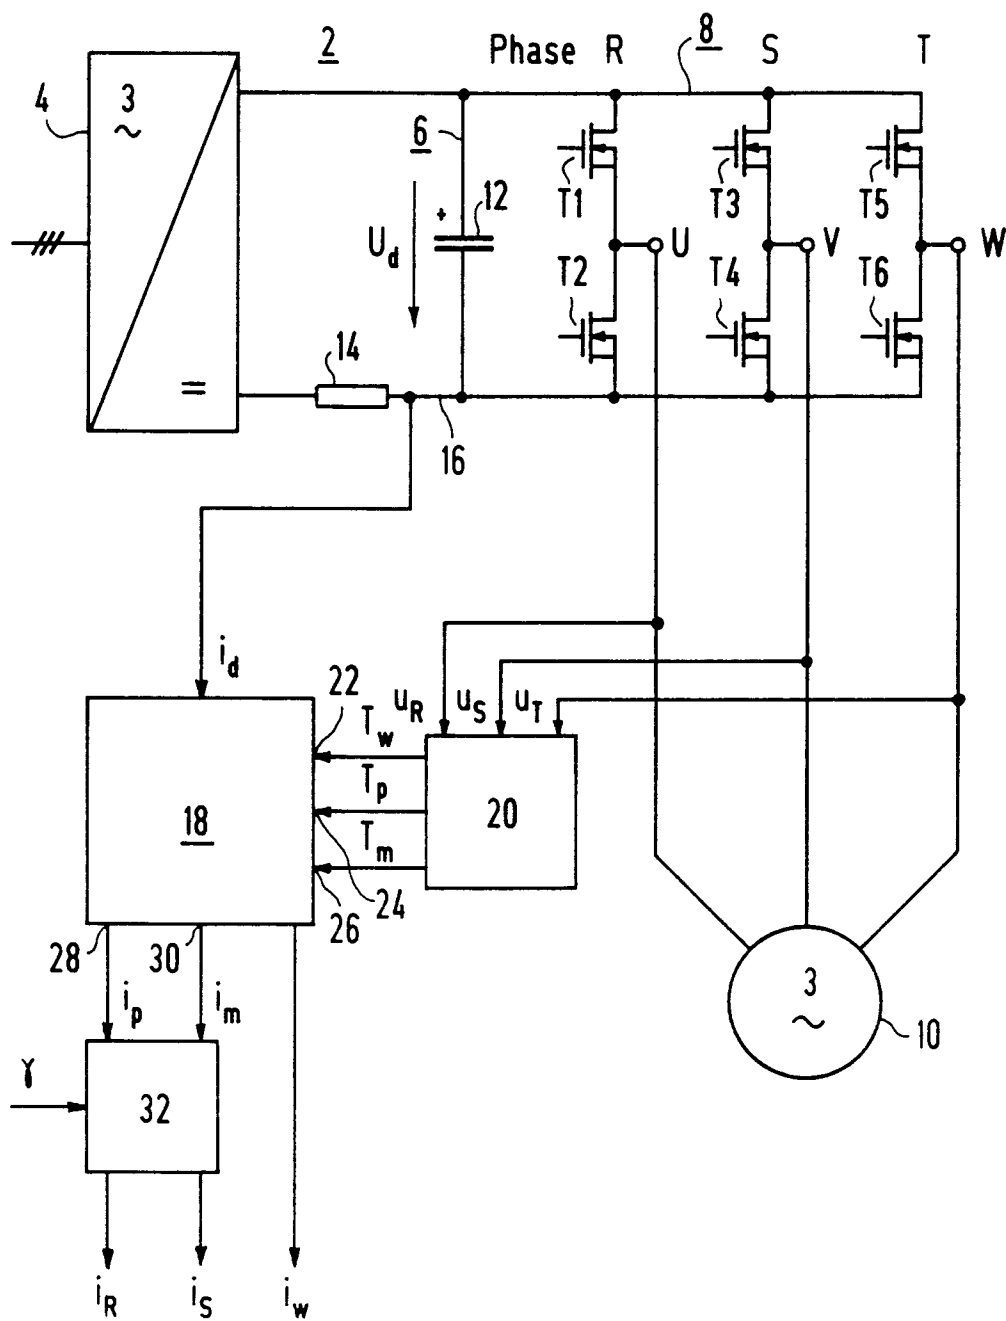 2
Phase R
8
S
T
4
3
~
6
+
12
T1
T3
T5
U_d
U
V
W
T2
T4
T6
14
=
16
i_d
22
u_R
u_S
u_T
T_w
T_p
18
20
T_m
24
26
28
30
3
~
10
i_p
i_m
γ
32
i_R
i_S
i_w